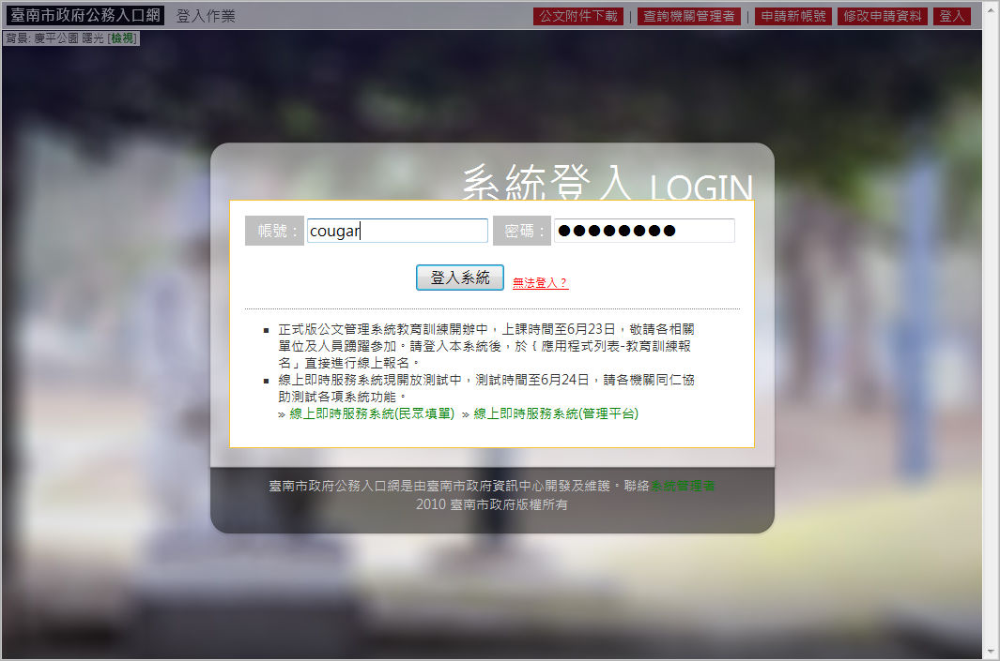 臺南市政府公務入口網 登入作業 公文附件下載 | 查詢機關管理者 | 申請新帳號 修改申請資料 登入
背景: 慶平公園 曙光 [檢視]
系統登入 LOGIN
帳號： cougar 密碼： ●●●●●●●●
登入系統 無法登入？
▪ 正式版公文管理系統教育訓練開辦中，上課時間至6月23日，敬請各相關
單位及人員踴躍參加。請登入本系統後，於﹝應用程式列表-教育訓練報
名」直接進行線上報名。
▪ 線上即時服務系統現開放測試中，測試時間至6月24日，請各機關同仁協
助測試各項系統功能。
» 線上即時服務系統(民眾填單) » 線上即時服務系統(管理平台)
臺南市政府公務入口網是由臺南市政府資訊中心開發及維護。聯絡系統管理者
2010 臺南市政府版權所有